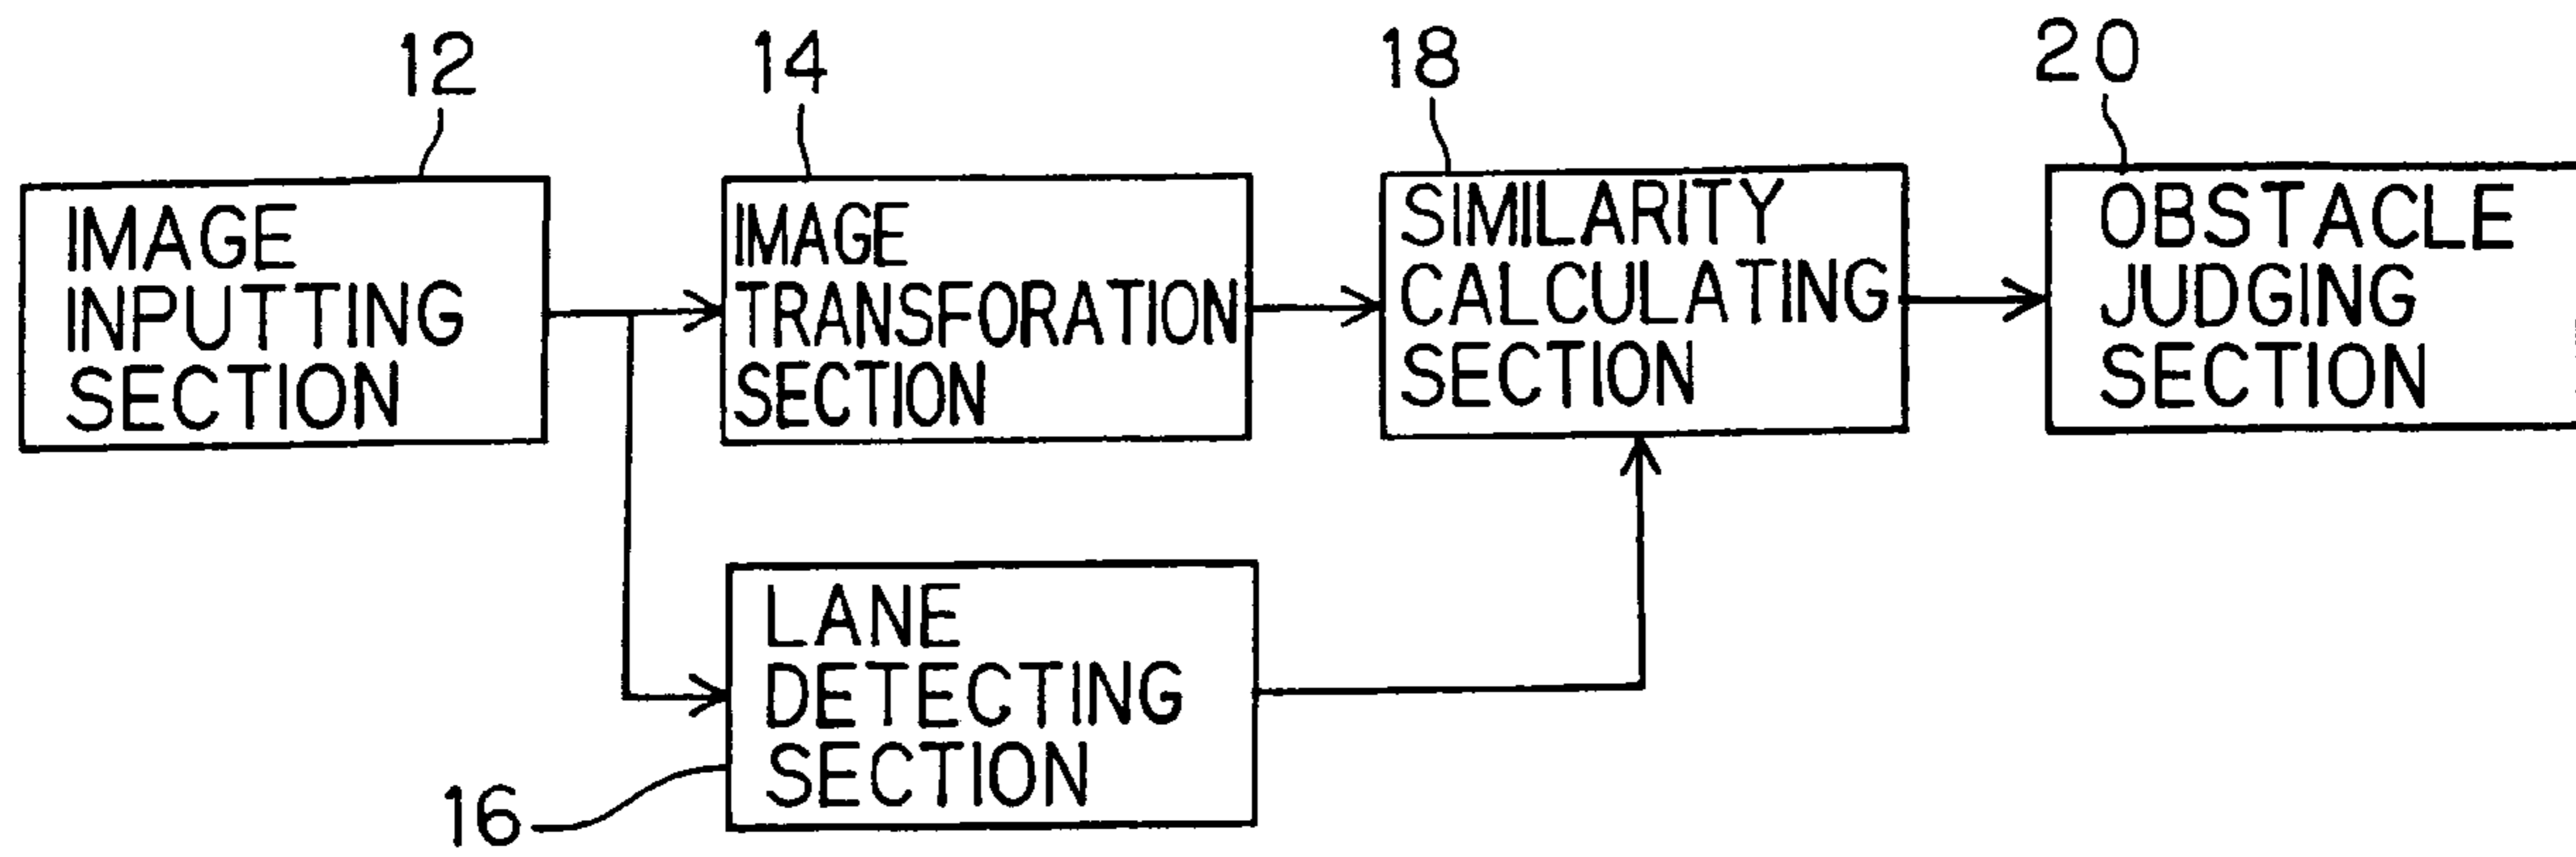 12
14
18
20
IMAGE
INPUTTING
SECTION
IMAGE
TRANSFORATION
SECTION
SIMILARITY
CALCULATING
SECTION
OBSTACLE
JUDGING
SECTION
LANE
DETECTING
SECTION
16